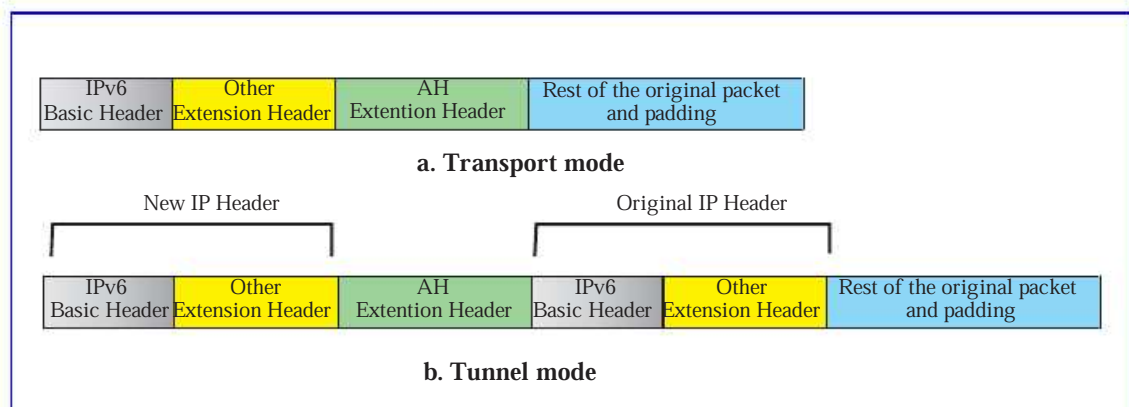 IPv6
Basic Header
Other
Extension Header
AH
Extention Header
Rest of the original packet
and padding
a. Transport mode
New IP Header
Original IP Header
IPv6
Basic Header
Other
Extension Header
AH
Extention Header
IPv6
Basic Header
Other
Extension Header
Rest of the original packet
and padding
b. Tunnel mode